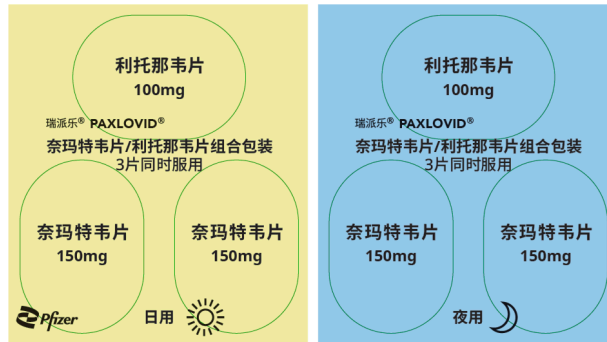 利托那韦片
100mg
瑞派乐® PAXLOVID®
奈玛特韦片/利托那韦片组合包装
3片同时服用
奈玛特韦片
150mg
奈玛特韦片
150mg
Pfizer
日用
利托那韦片
100mg
瑞派乐® PAXLOVID®
奈玛特韦片/利托那韦片组合包装
3片同时服用
奈玛特韦片
150mg
奈玛特韦片
150mg
夜用